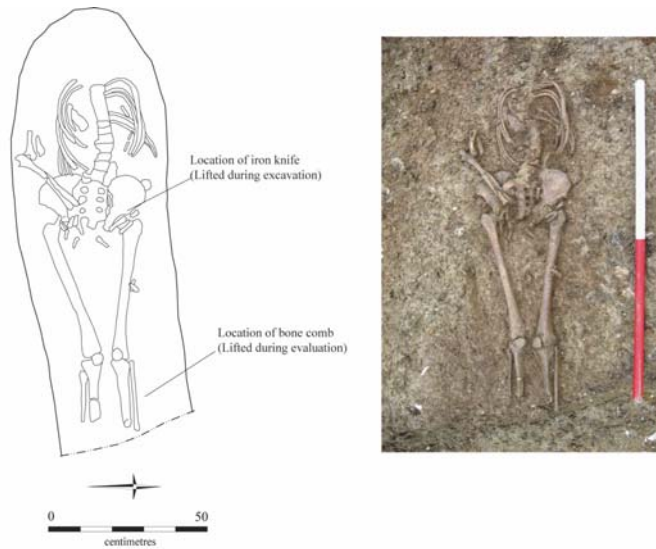 Location of iron knife
(Lifted during excavation)
Location of bone comb
(Lifted during evaluation)
0 50
centimetres